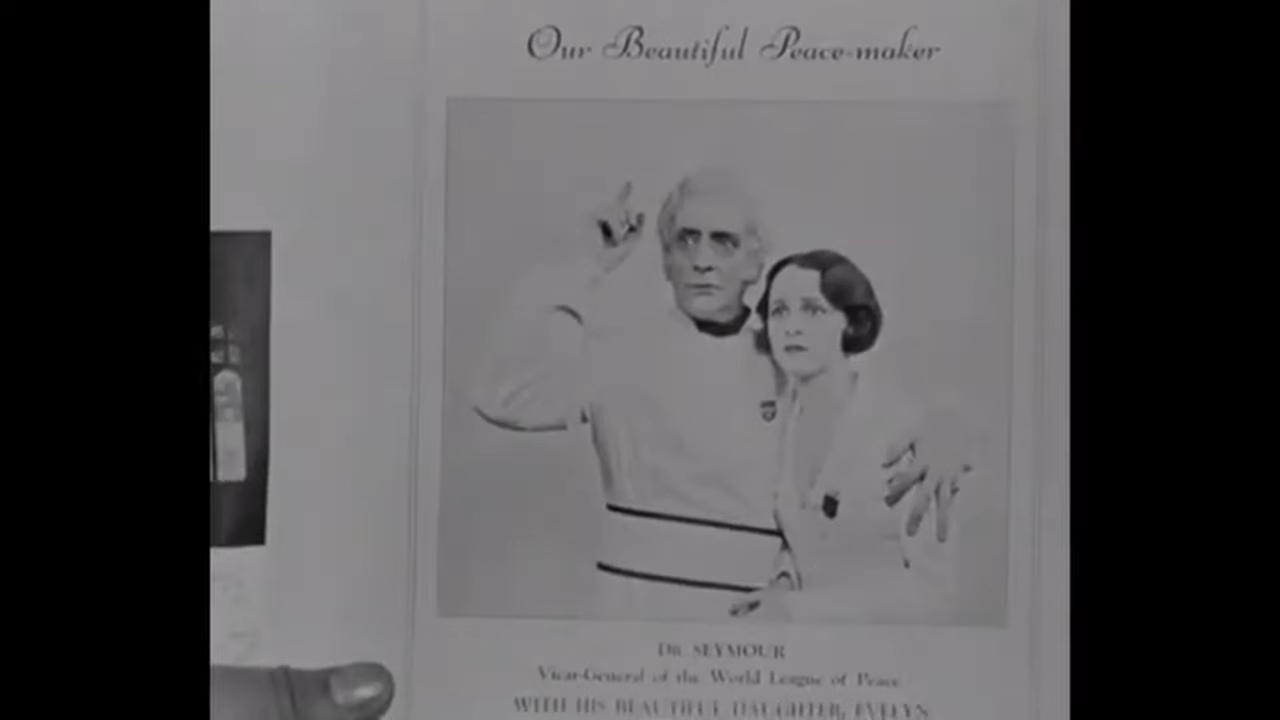 Our Beautiful Peace-maker
DR. SEYMOUR
Vicar-General of the World League of Peace
WITH HIS BEAUTIFUL DAUGHTER, EVELYN